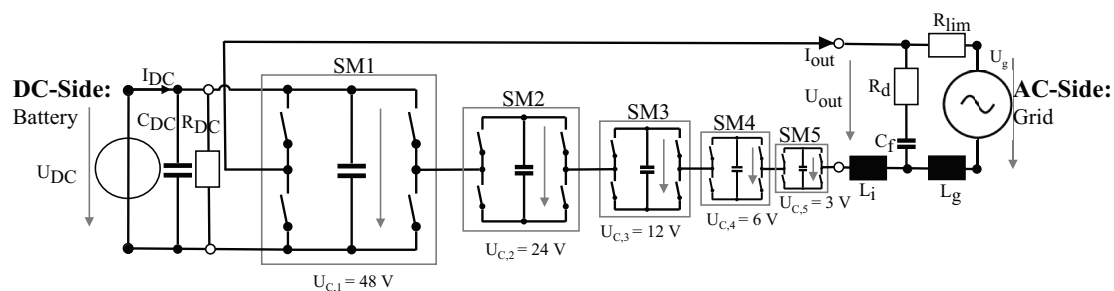 DC-Side:
Battery
U_DC
I_DC
C_DC
R_DC
SM1
U_C,1 = 48 V
SM2
U_C,2 = 24 V
SM3
U_C,3 = 12 V
SM4
U_C,4 = 6 V
SM5
U_C,5 = 3 V
I_out
U_out
R_lim
R_d
C_f
L_i
L_g
U_g
AC-Side:
Grid